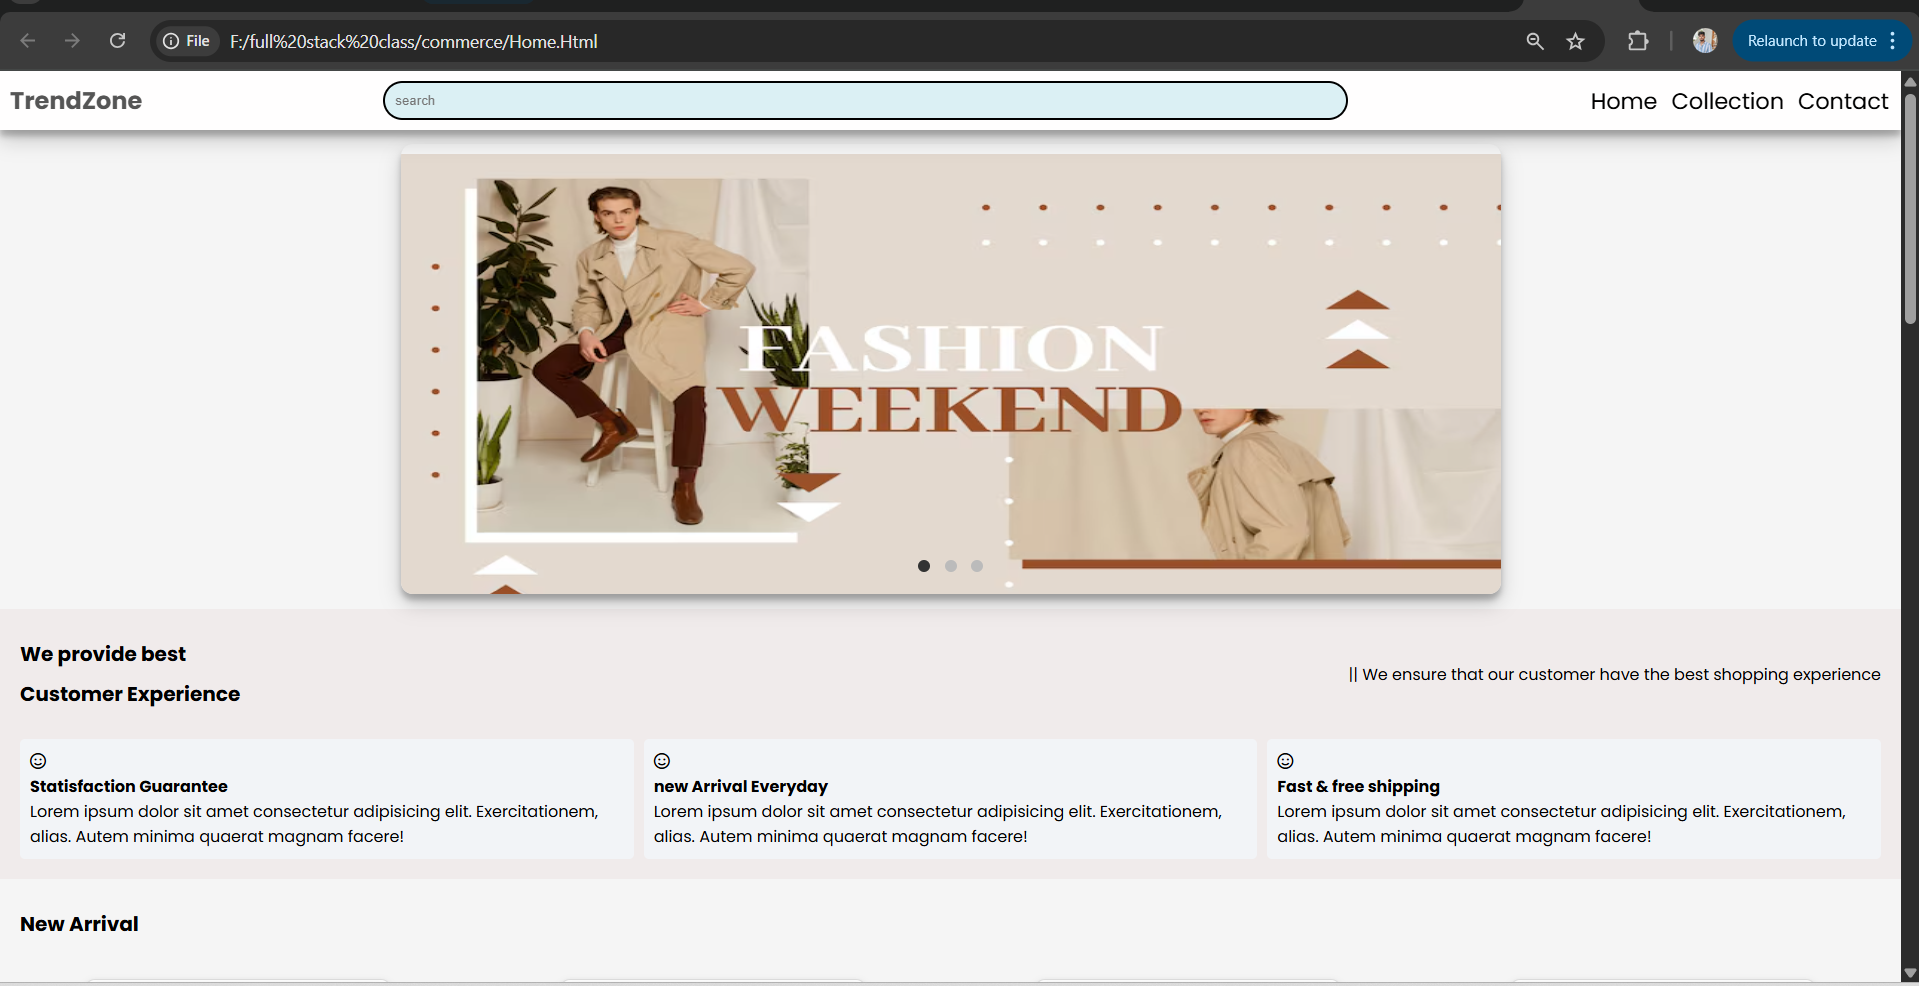 File
F:/full%20stack%20class/commerce/Home.Html
Relaunch to update
TrendZone
search
Home Collection Contact
FASHION
WEEKEND
We provide best
Customer Experience
|| We ensure that our customer have the best shopping experience
Statisfaction Guarantee
Lorem ipsum dolor sit amet consectetur adipisicing elit. Exercitationem,
alias. Autem minima quaerat magnam facere!
new Arrival Everyday
Lorem ipsum dolor sit amet consectetur adipisicing elit. Exercitationem,
alias. Autem minima quaerat magnam facere!
Fast & free shipping
Lorem ipsum dolor sit amet consectetur adipisicing elit. Exercitationem,
alias. Autem minima quaerat magnam facere!
New Arrival